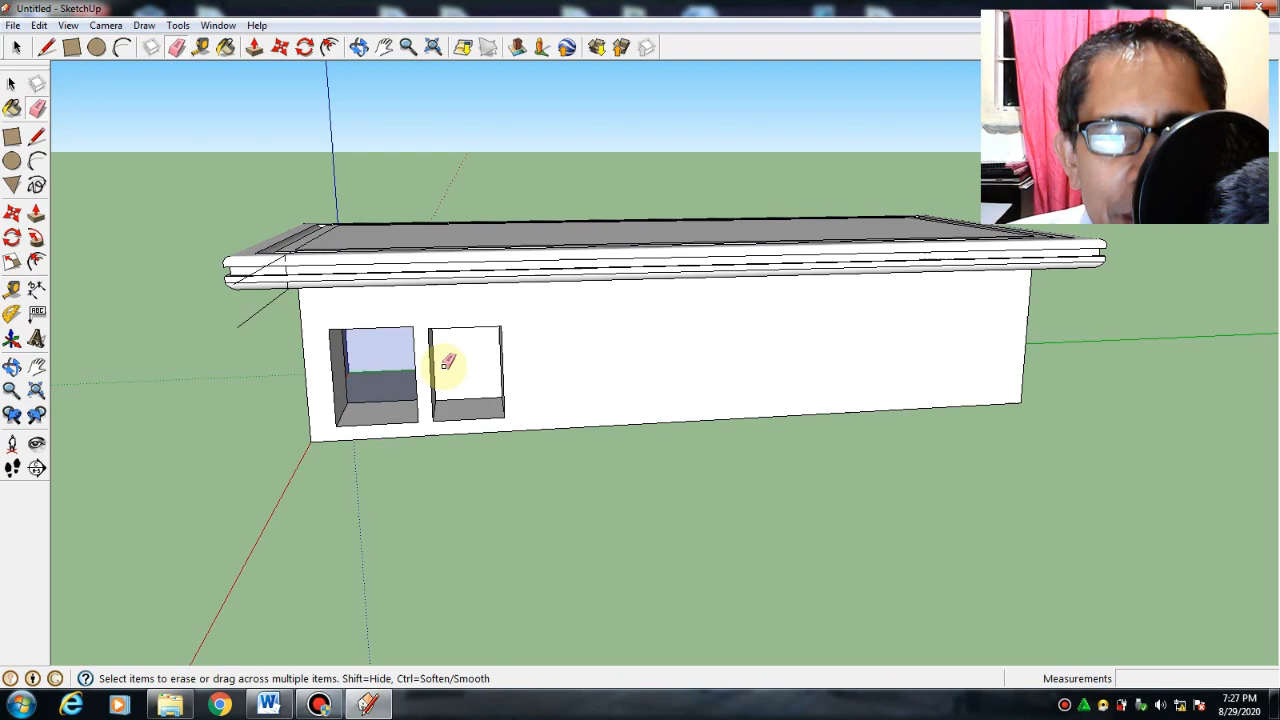 Untitled - SketchUp
File Edit View Camera Draw Tools Window Help
ABC
Select items to erase or drag across multiple items. Shift=Hide, Ctrl=Soften/Smooth
Measurements
7:27 PM
8/29/2020